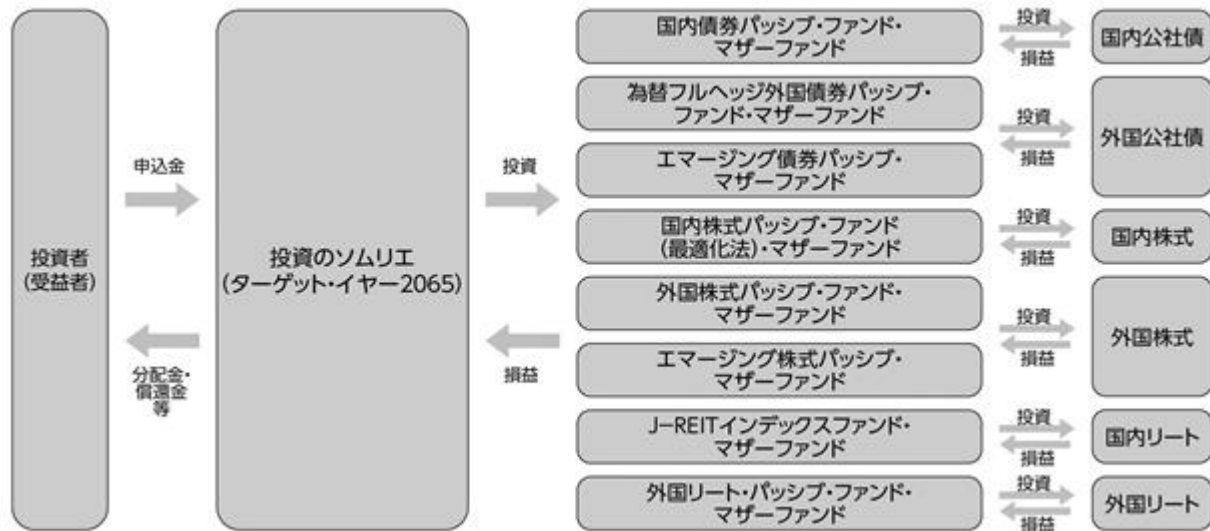 投資者
(受益者)
申込金
分配金・
償還金
等
投資のソムリエ
(ターゲット・イヤー2065)
投資
損益
国内債券パッシブ・ファンド・
マザーファンド
投資
損益
国内公社債
為替フルヘッジ外国債券パッシブ・
ファンド・マザーファンド
エマージング債券パッシブ・
マザーファンド
投資
損益
外国公社債
国内株式パッシブ・ファンド
(最適化法)・マザーファンド
投資
損益
国内株式
外国株式パッシブ・ファンド・
マザーファンド
エマージング株式パッシブ・
マザーファンド
投資
損益
外国株式
J−REITインデックスファンド・
マザーファンド
投資
損益
国内リート
外国リート・パッシブ・ファンド・
マザーファンド
投資
損益
外国リート